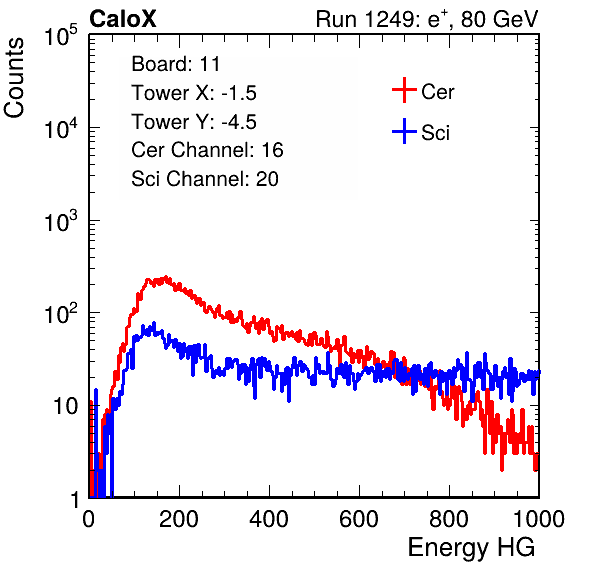 CaloX Run 1249: e⁺, 80 GeV
Counts
10⁵
10⁴
10³
10²
10
1
Board: 11
Tower X: -1.5
Tower Y: -4.5
Cer Channel: 16
Sci Channel: 20
Cer
Sci
0 200 400 600 800 1000
Energy HG